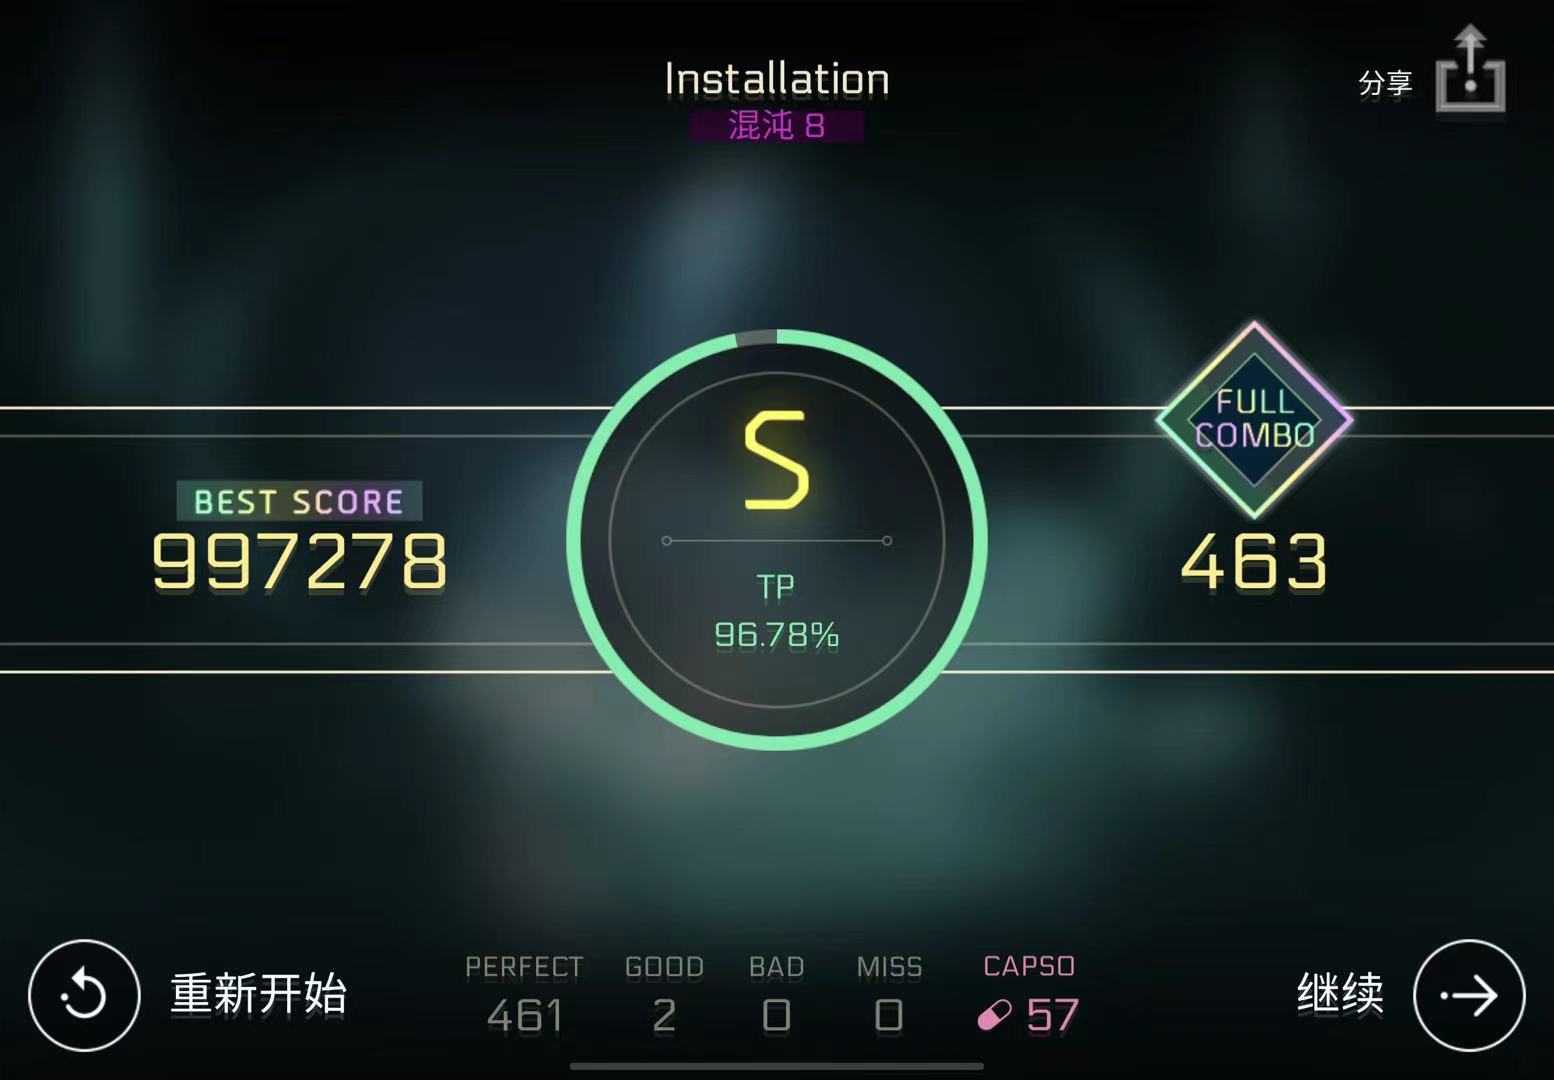 Installation
混沌 8
分享
FULL
COMBO
BEST SCORE
997278
S
TP
96.78%
463
重新开始
PERFECT GOOD BAD MISS CAPSO
461 2 0 0 57
继续